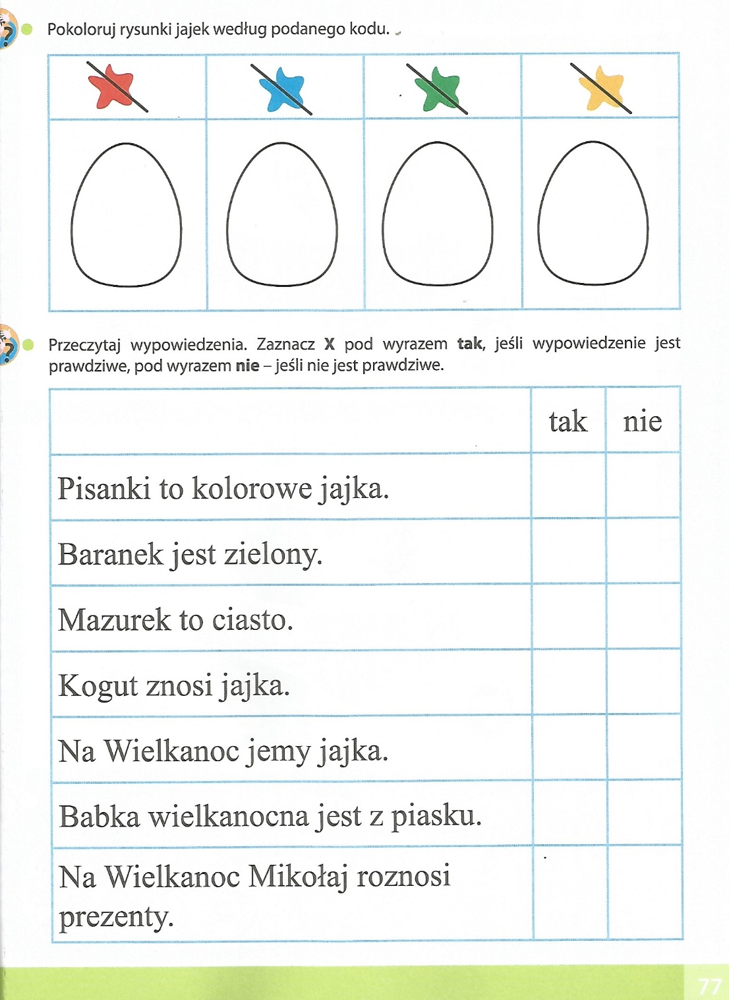 Pokoloruj rysunki jajek według podanego kodu.
Przeczytaj wypowiedzenia. Zaznacz X pod wyrazem tak, jeśli wypowiedzenie jest
prawdziwe, pod wyrazem nie – jeśli nie jest prawdziwe.
tak nie
Pisanki to kolorowe jajka.
Baranek jest zielony.
Mazurek to ciasto.
Kogut znosi jajka.
Na Wielkanoc jemy jajka.
Babka wielkanocna jest z piasku.
Na Wielkanoc Mikołaj roznosi
prezenty.
77